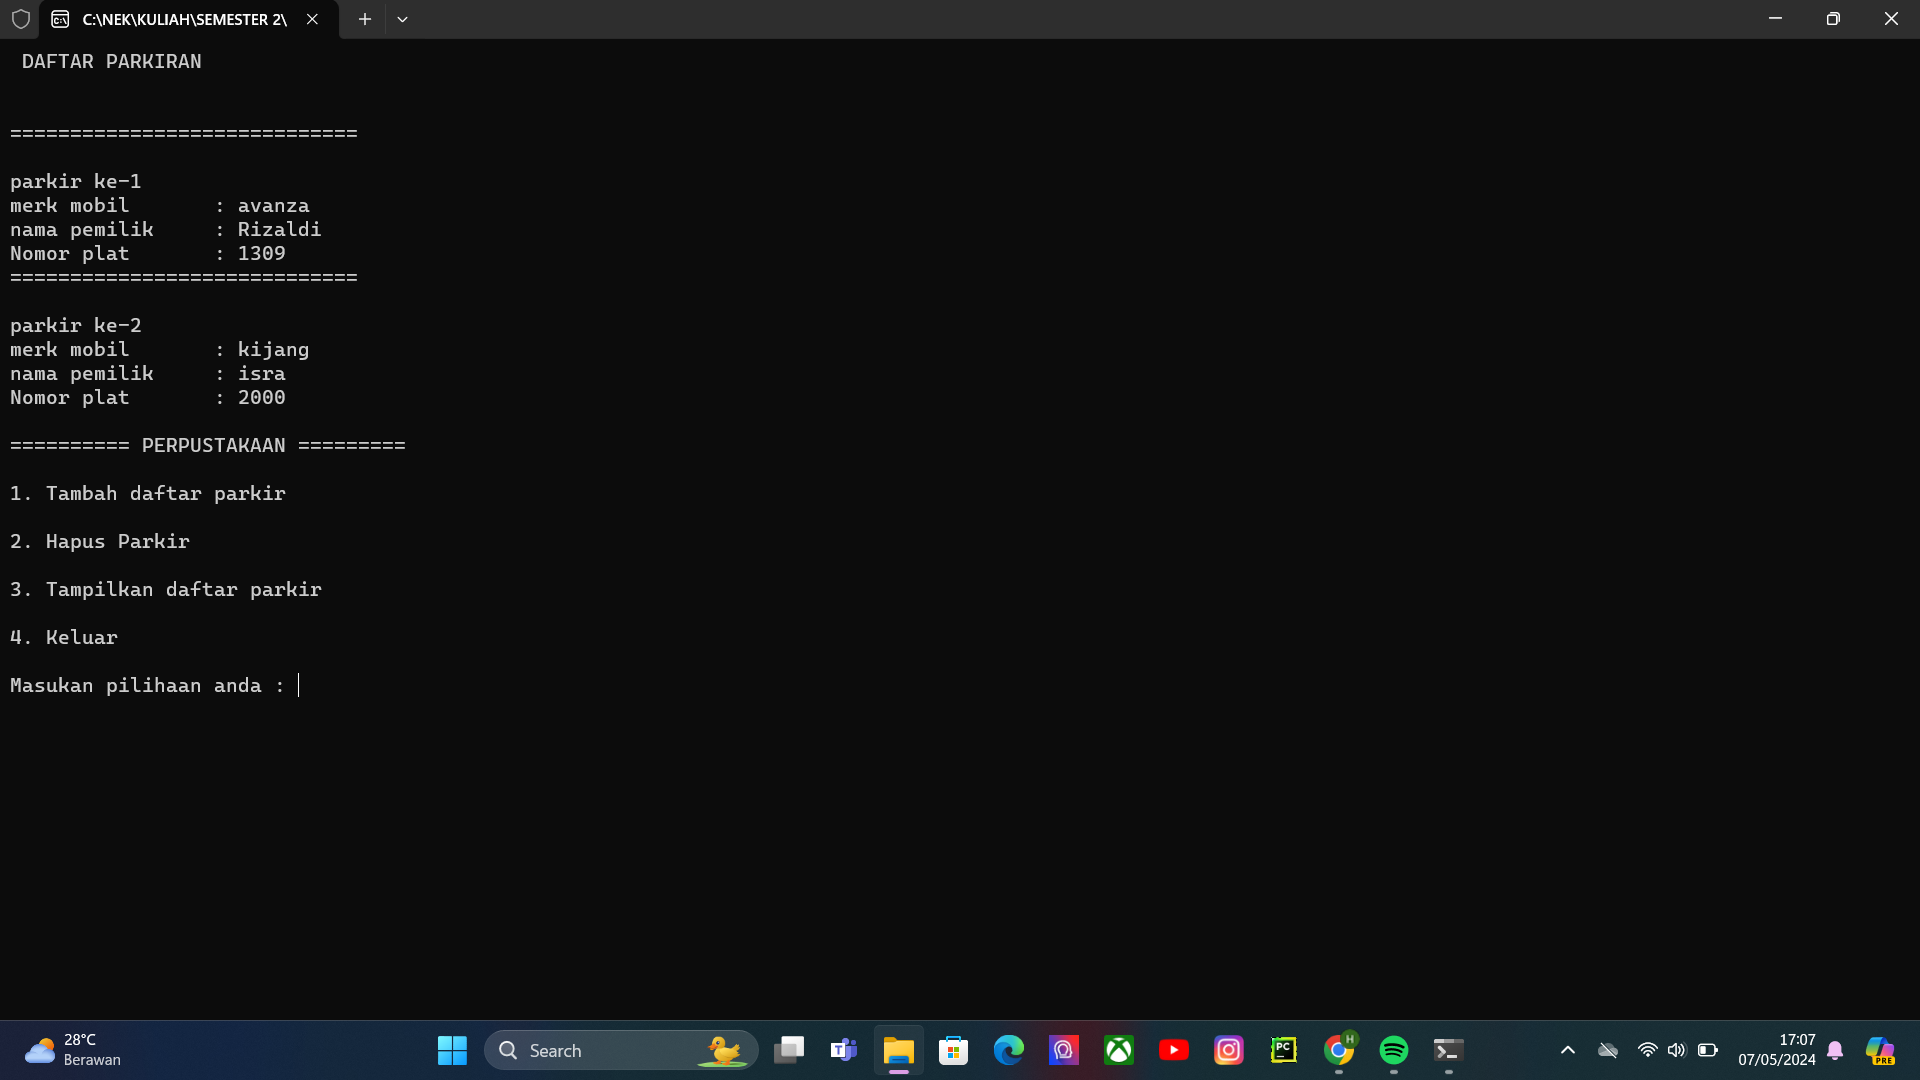 C:\NEK\KULIAH\SEMESTER 2\
DAFTAR PARKIRAN
=============================
parkir ke-1
merk mobil : avanza
nama pemilik : Rizaldi
Nomor plat : 1309
=============================
parkir ke-2
merk mobil : kijang
nama pemilik : isra
Nomor plat : 2000
========== PERPUSTAKAAN =========
1. Tambah daftar parkir
2. Hapus Parkir
3. Tampilkan daftar parkir
4. Keluar
Masukan pilihaan anda :
28°C
Berawan
Search
T
PC
H
17:07
07/05/2024
PRE